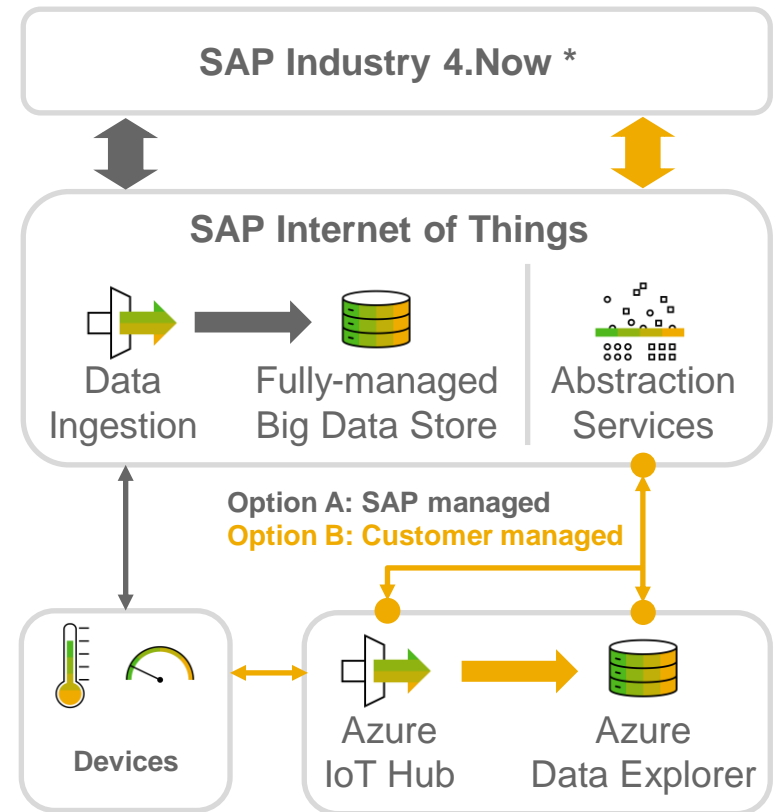 SAP Industry 4.Now *
SAP Internet of Things
Data
Ingestion
Fully-managed
Big Data Store
Abstraction
Services
Option A: SAP managed
Option B: Customer managed
Devices
Azure
IoT Hub
Azure
Data Explorer